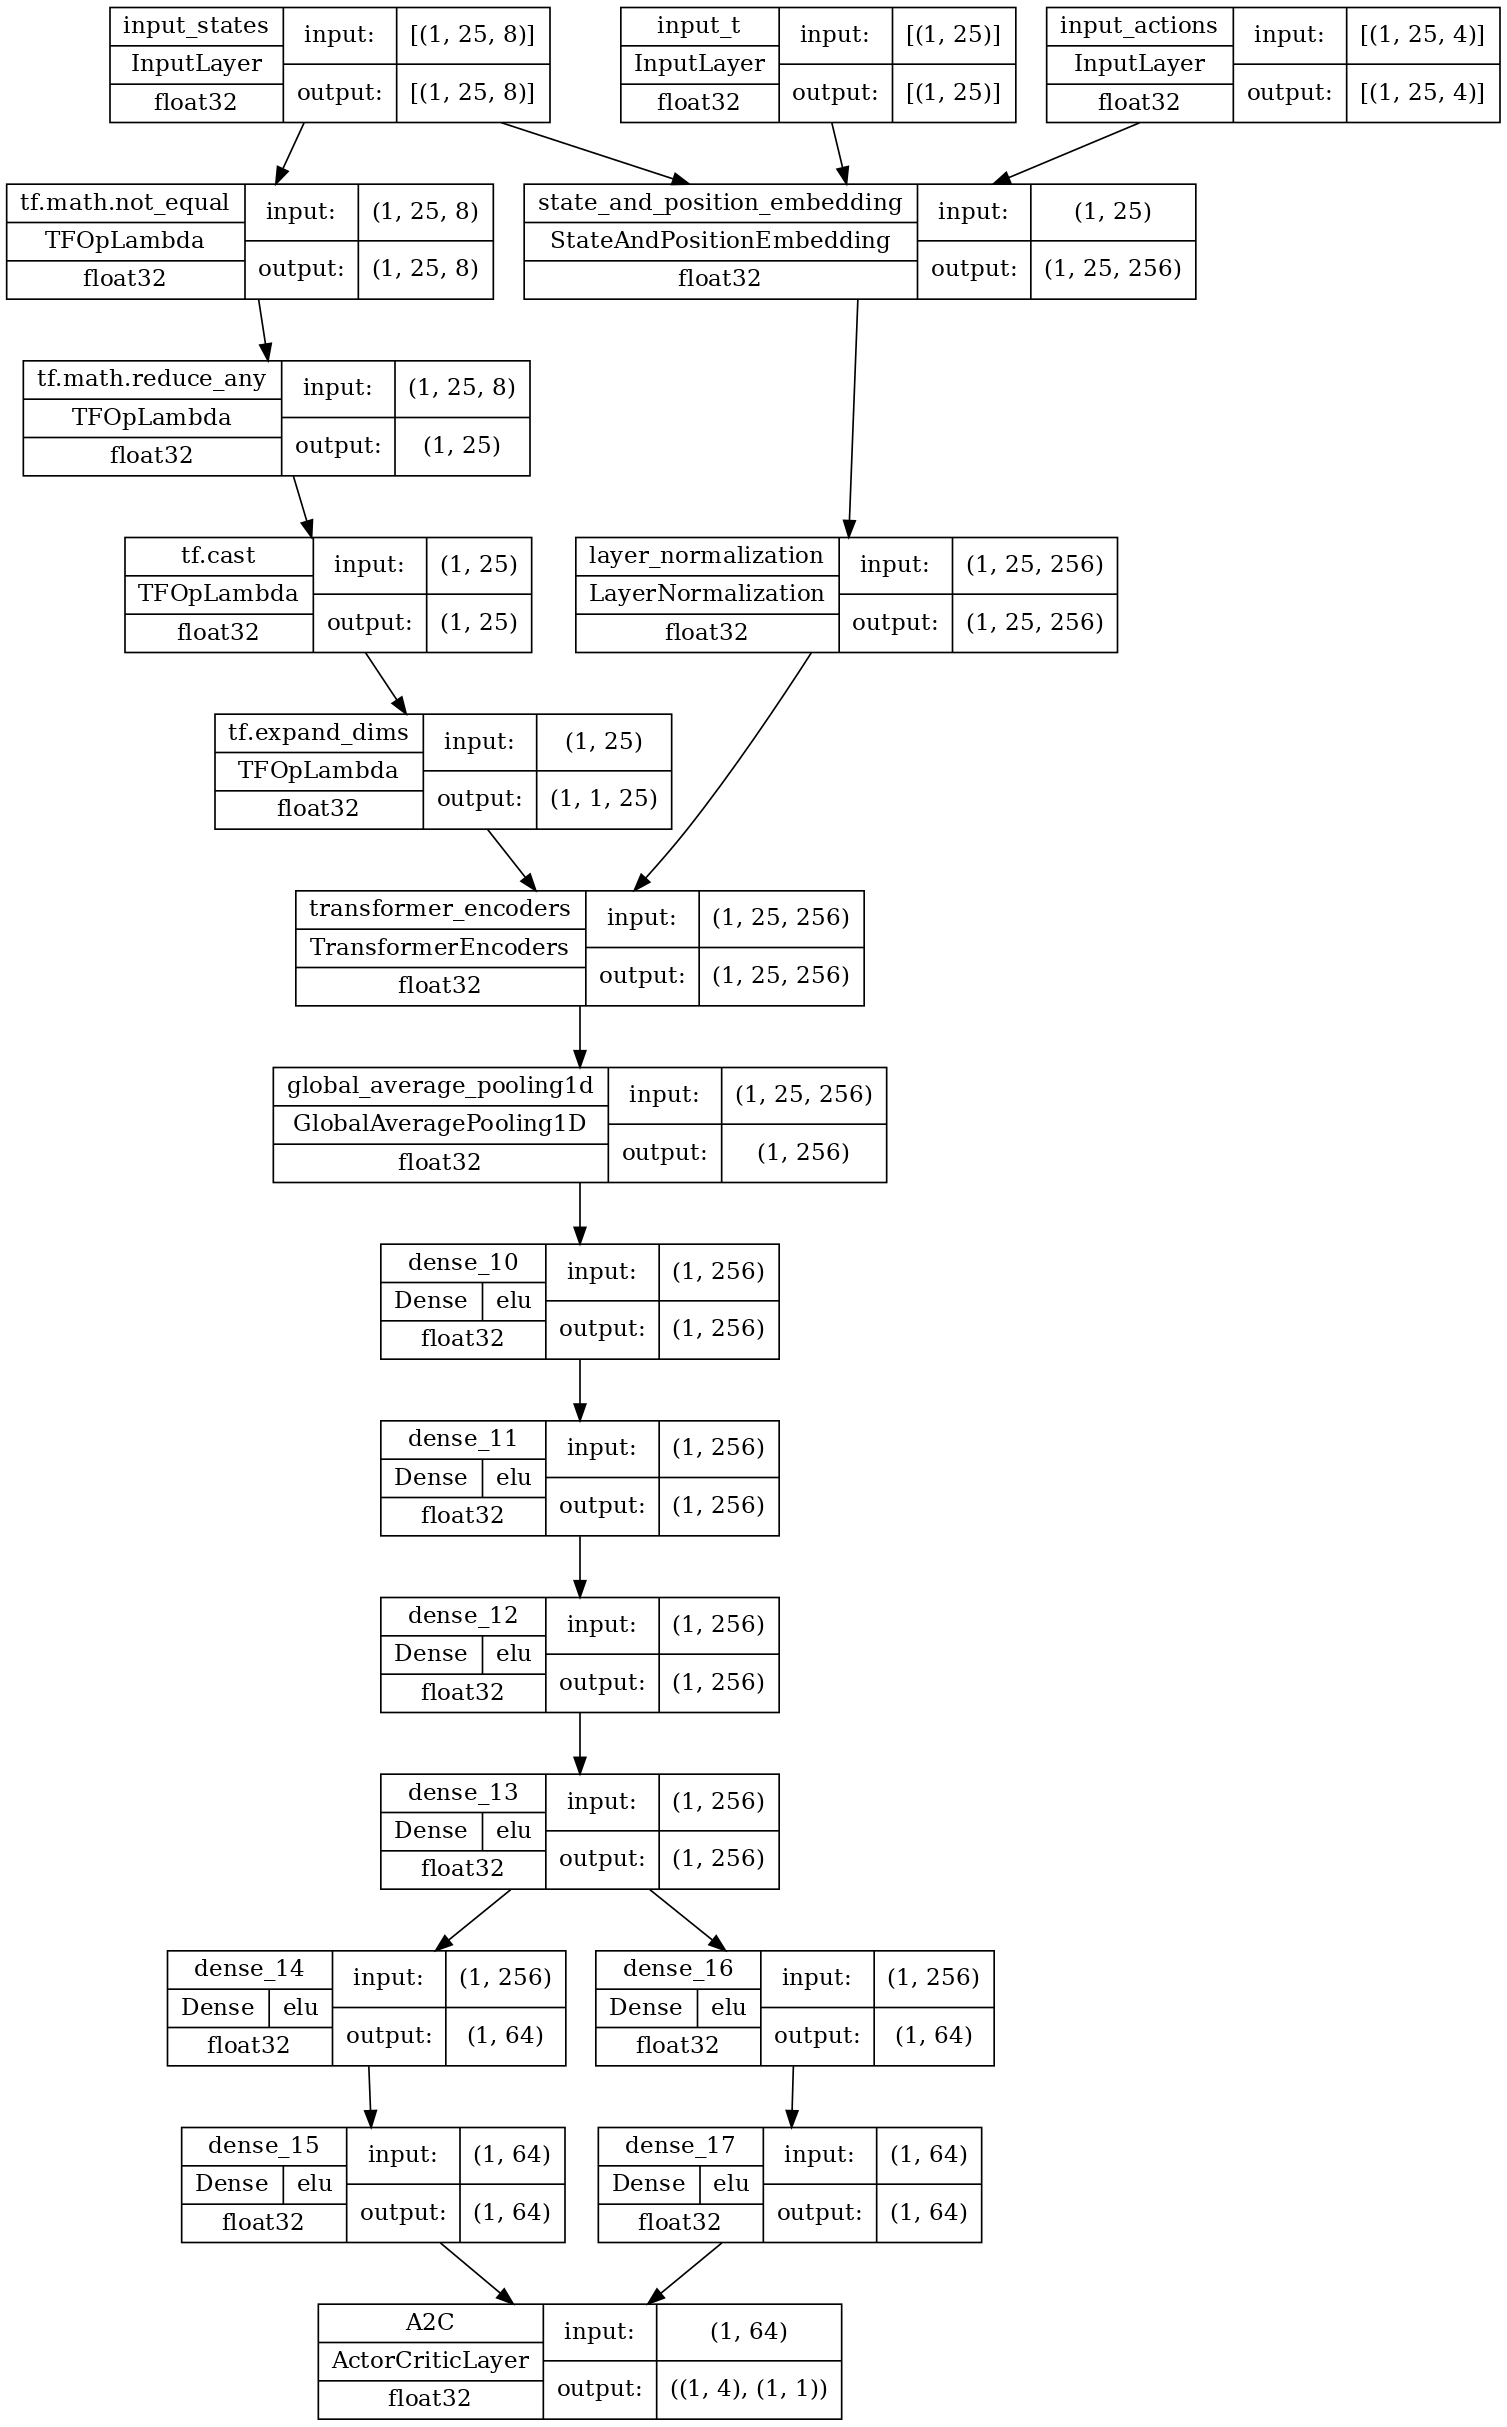 input_states
InputLayer
float32
input:
[(1, 25, 8)]
output:
[(1, 25, 8)]
input_t
InputLayer
float32
input:
[(1, 25)]
output:
[(1, 25)]
input_actions
InputLayer
float32
input:
[(1, 25, 4)]
output:
[(1, 25, 4)]
tf.math.not_equal
TFOpLambda
float32
input:
(1, 25, 8)
output:
(1, 25, 8)
state_and_position_embedding
StateAndPositionEmbedding
float32
input:
(1, 25)
output:
(1, 25, 256)
tf.math.reduce_any
TFOpLambda
float32
input:
(1, 25, 8)
output:
(1, 25)
tf.cast
TFOpLambda
float32
input:
(1, 25)
output:
(1, 25)
layer_normalization
LayerNormalization
float32
input:
(1, 25, 256)
output:
(1, 25, 256)
tf.expand_dims
TFOpLambda
float32
input:
(1, 25)
output:
(1, 1, 25)
transformer_encoders
TransformerEncoders
float32
input:
(1, 25, 256)
output:
(1, 25, 256)
global_average_pooling1d
GlobalAveragePooling1D
float32
input:
(1, 25, 256)
output:
(1, 256)
dense_10
Dense elu
float32
input:
(1, 256)
output:
(1, 256)
dense_11
Dense elu
float32
input:
(1, 256)
output:
(1, 256)
dense_12
Dense elu
float32
input:
(1, 256)
output:
(1, 256)
dense_13
Dense elu
float32
input:
(1, 256)
output:
(1, 256)
dense_14
Dense elu
float32
input:
(1, 256)
output:
(1, 64)
dense_16
Dense elu
float32
input:
(1, 256)
output:
(1, 64)
dense_15
Dense elu
float32
input:
(1, 64)
output:
(1, 64)
dense_17
Dense elu
float32
input:
(1, 64)
output:
(1, 64)
A2C
ActorCriticLayer
float32
input:
(1, 64)
output:
((1, 4), (1, 1))